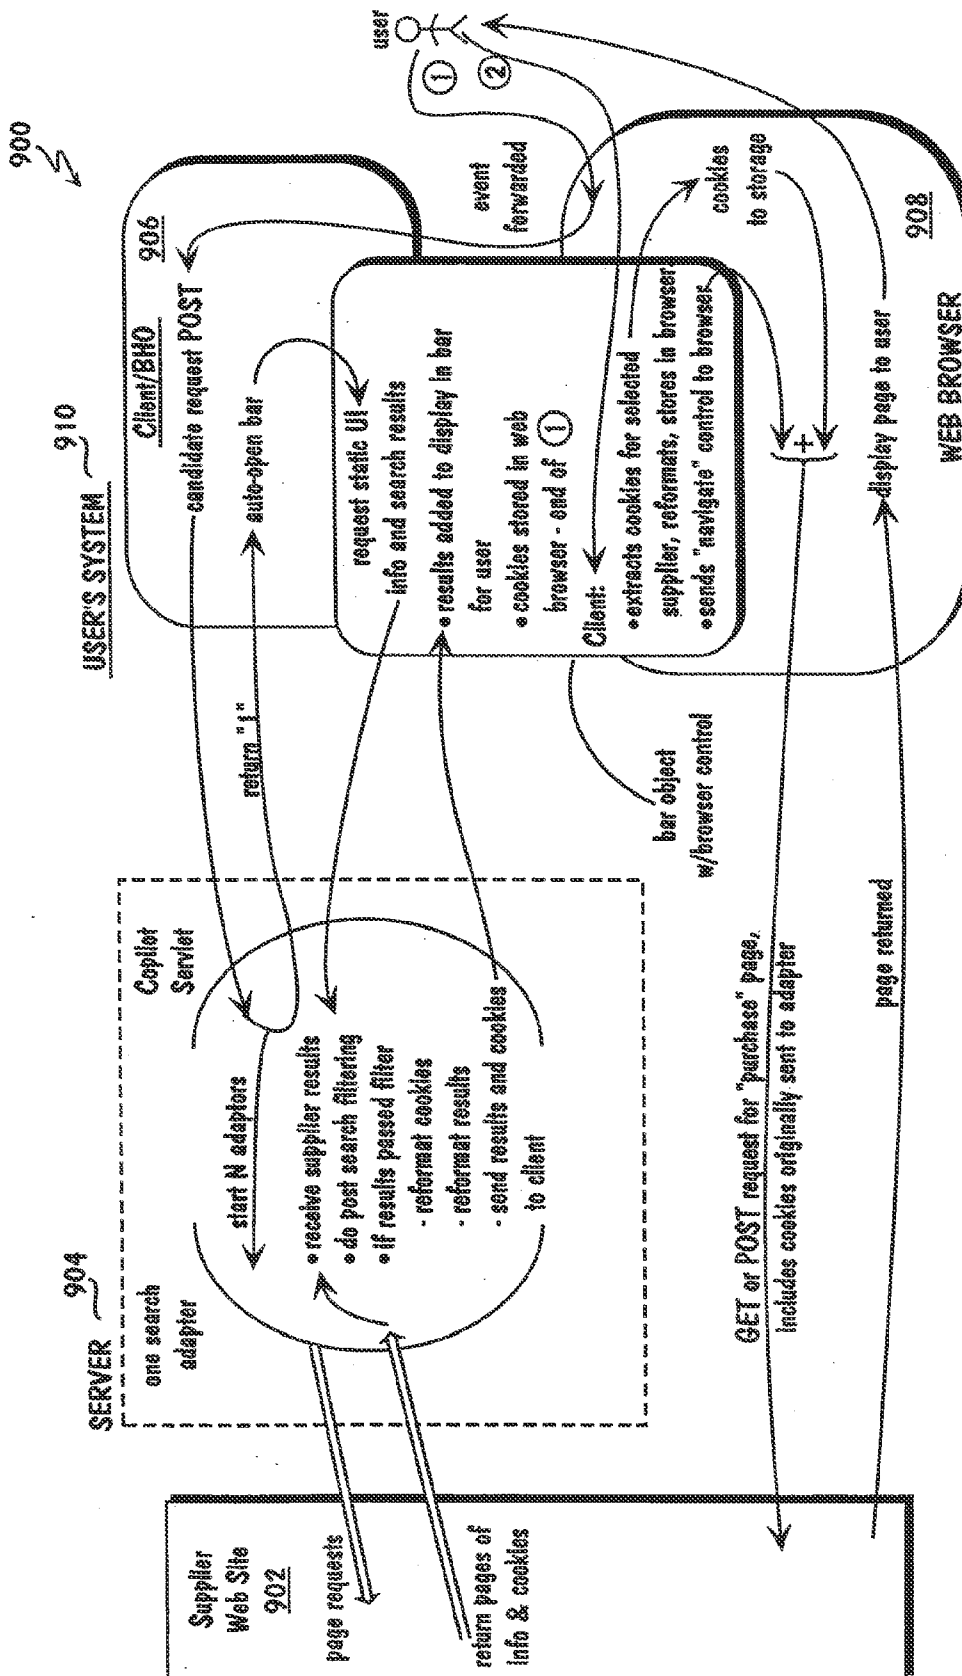 900
Supplier
Web Site
902
page requests
return pages of
info & cookies
SERVER
904
one search
adapter
Copilot
Servlet
start N adaptors
• receive supplier results
• do post search filtering
• if results passed filter
- reformat cookies
- reformat results
- send results and cookies
to client
return "1"
USER'S SYSTEM
910
Client/BHO
906
candidate request POST
auto-open bar
request static UI
info and search results
• results added to display in bar
for user
• cookies stored in web
browser - end of 1
Client:
• extracts cookies for selected
supplier, reformats, stores in browser
• sends "navigate" control to browser
bar object
w/browser control
event
forwarded
user
1
2
cookies
to storage
+
GET or POST request for "purchase" page,
includes cookies originally sent to adapter
page returned
display page to user
908
WEB BROWSER